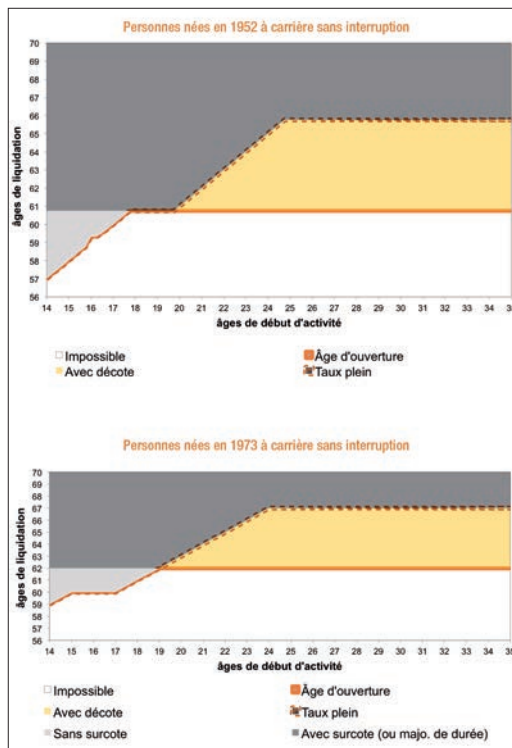 Personnes nées en 1952 à carrière sans interruption
âges de liquidation
70
69
68
67
66
65
64
63
62
61
60
59
58
57
56
14 15 16 17 18 19 20 21 22 23 24 25 26 27 28 29 30 31 32 33 34 35
âges de début d'activité
Impossible
Âge d'ouverture
Avec décote
Taux plein
Personnes nées en 1973 à carrière sans interruption
âges de liquidation
70
69
68
67
66
65
64
63
62
61
60
59
58
57
56
14 15 16 17 18 19 20 21 22 23 24 25 26 27 28 29 30 31 32 33 34 35
âges de début d'activité
Impossible
Âge d'ouverture
Avec décote
Taux plein
Sans surcote
Avec surcote (ou majo. de durée)